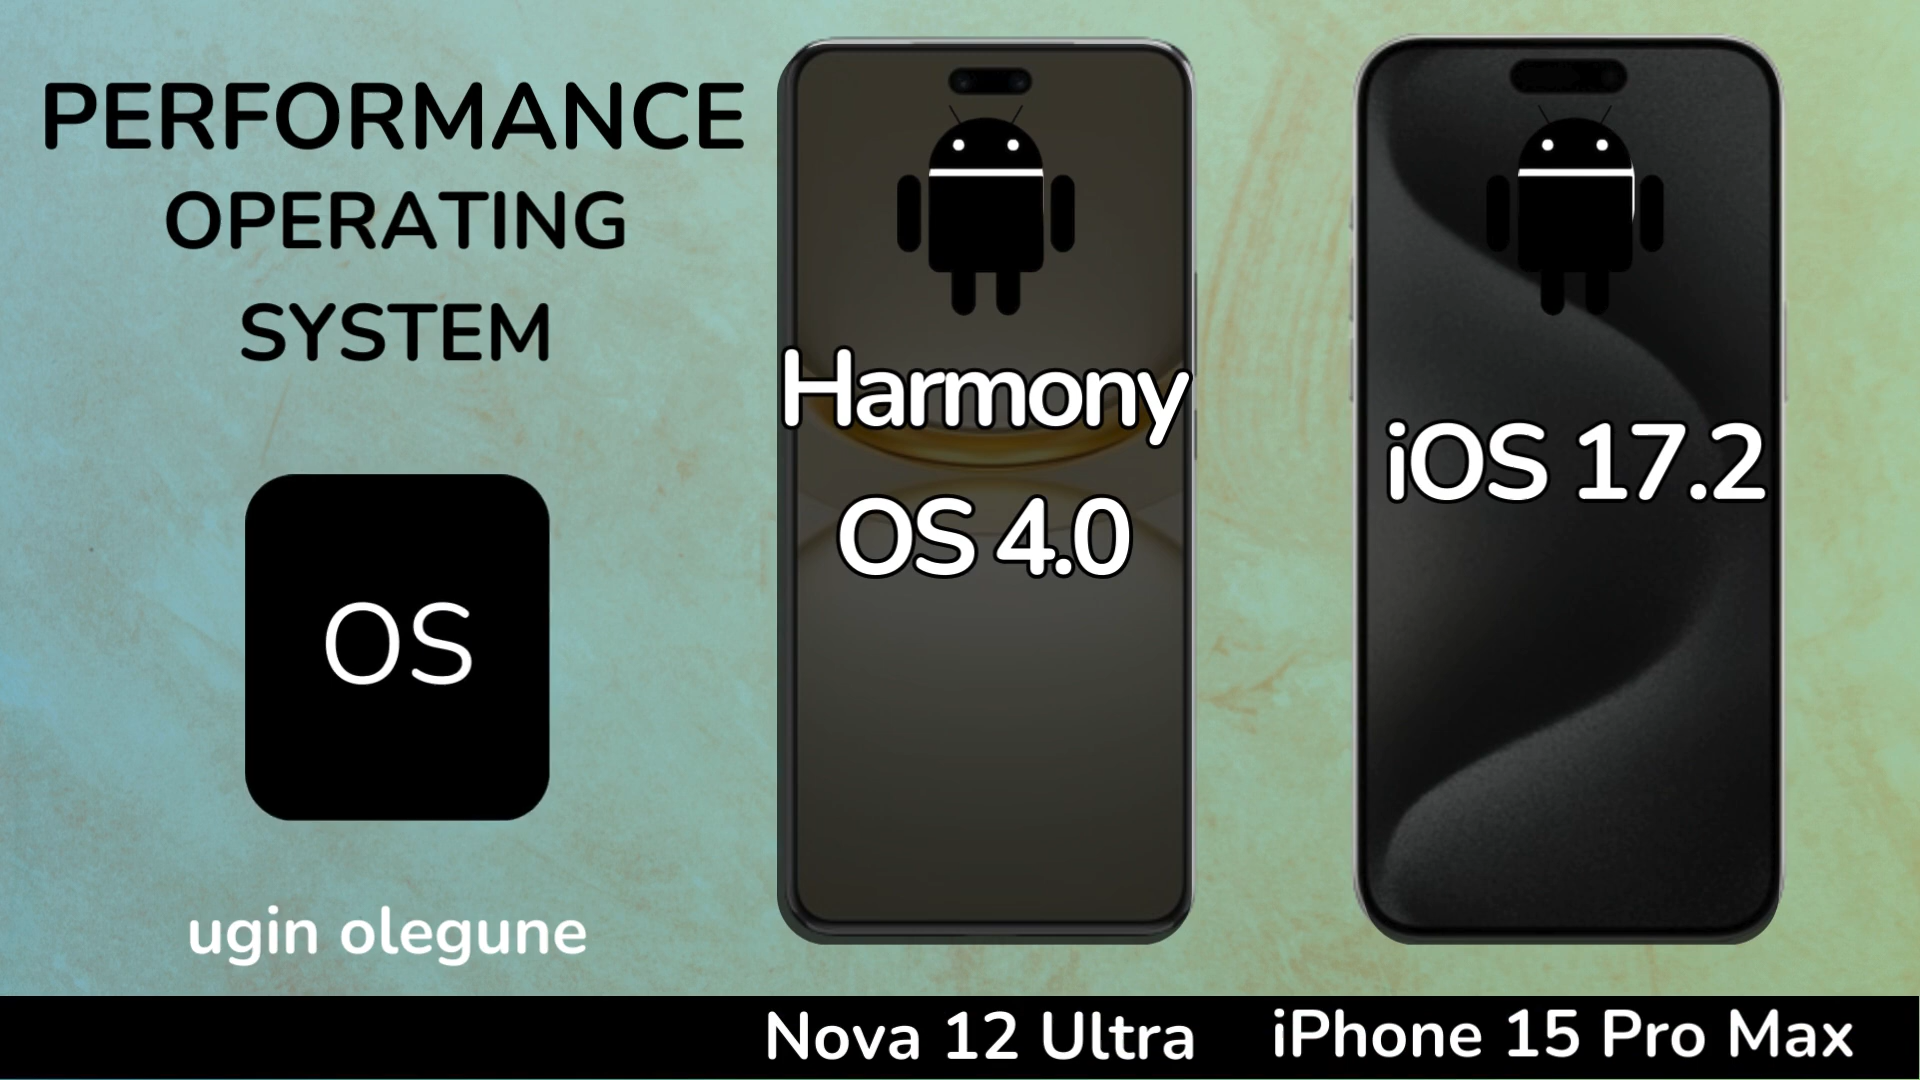 PERFORMANCE
OPERATING
SYSTEM
OS
ugin olegune
Harmony
OS 4.0
iOS 17.2
Nova 12 Ultra
iPhone 15 Pro Max